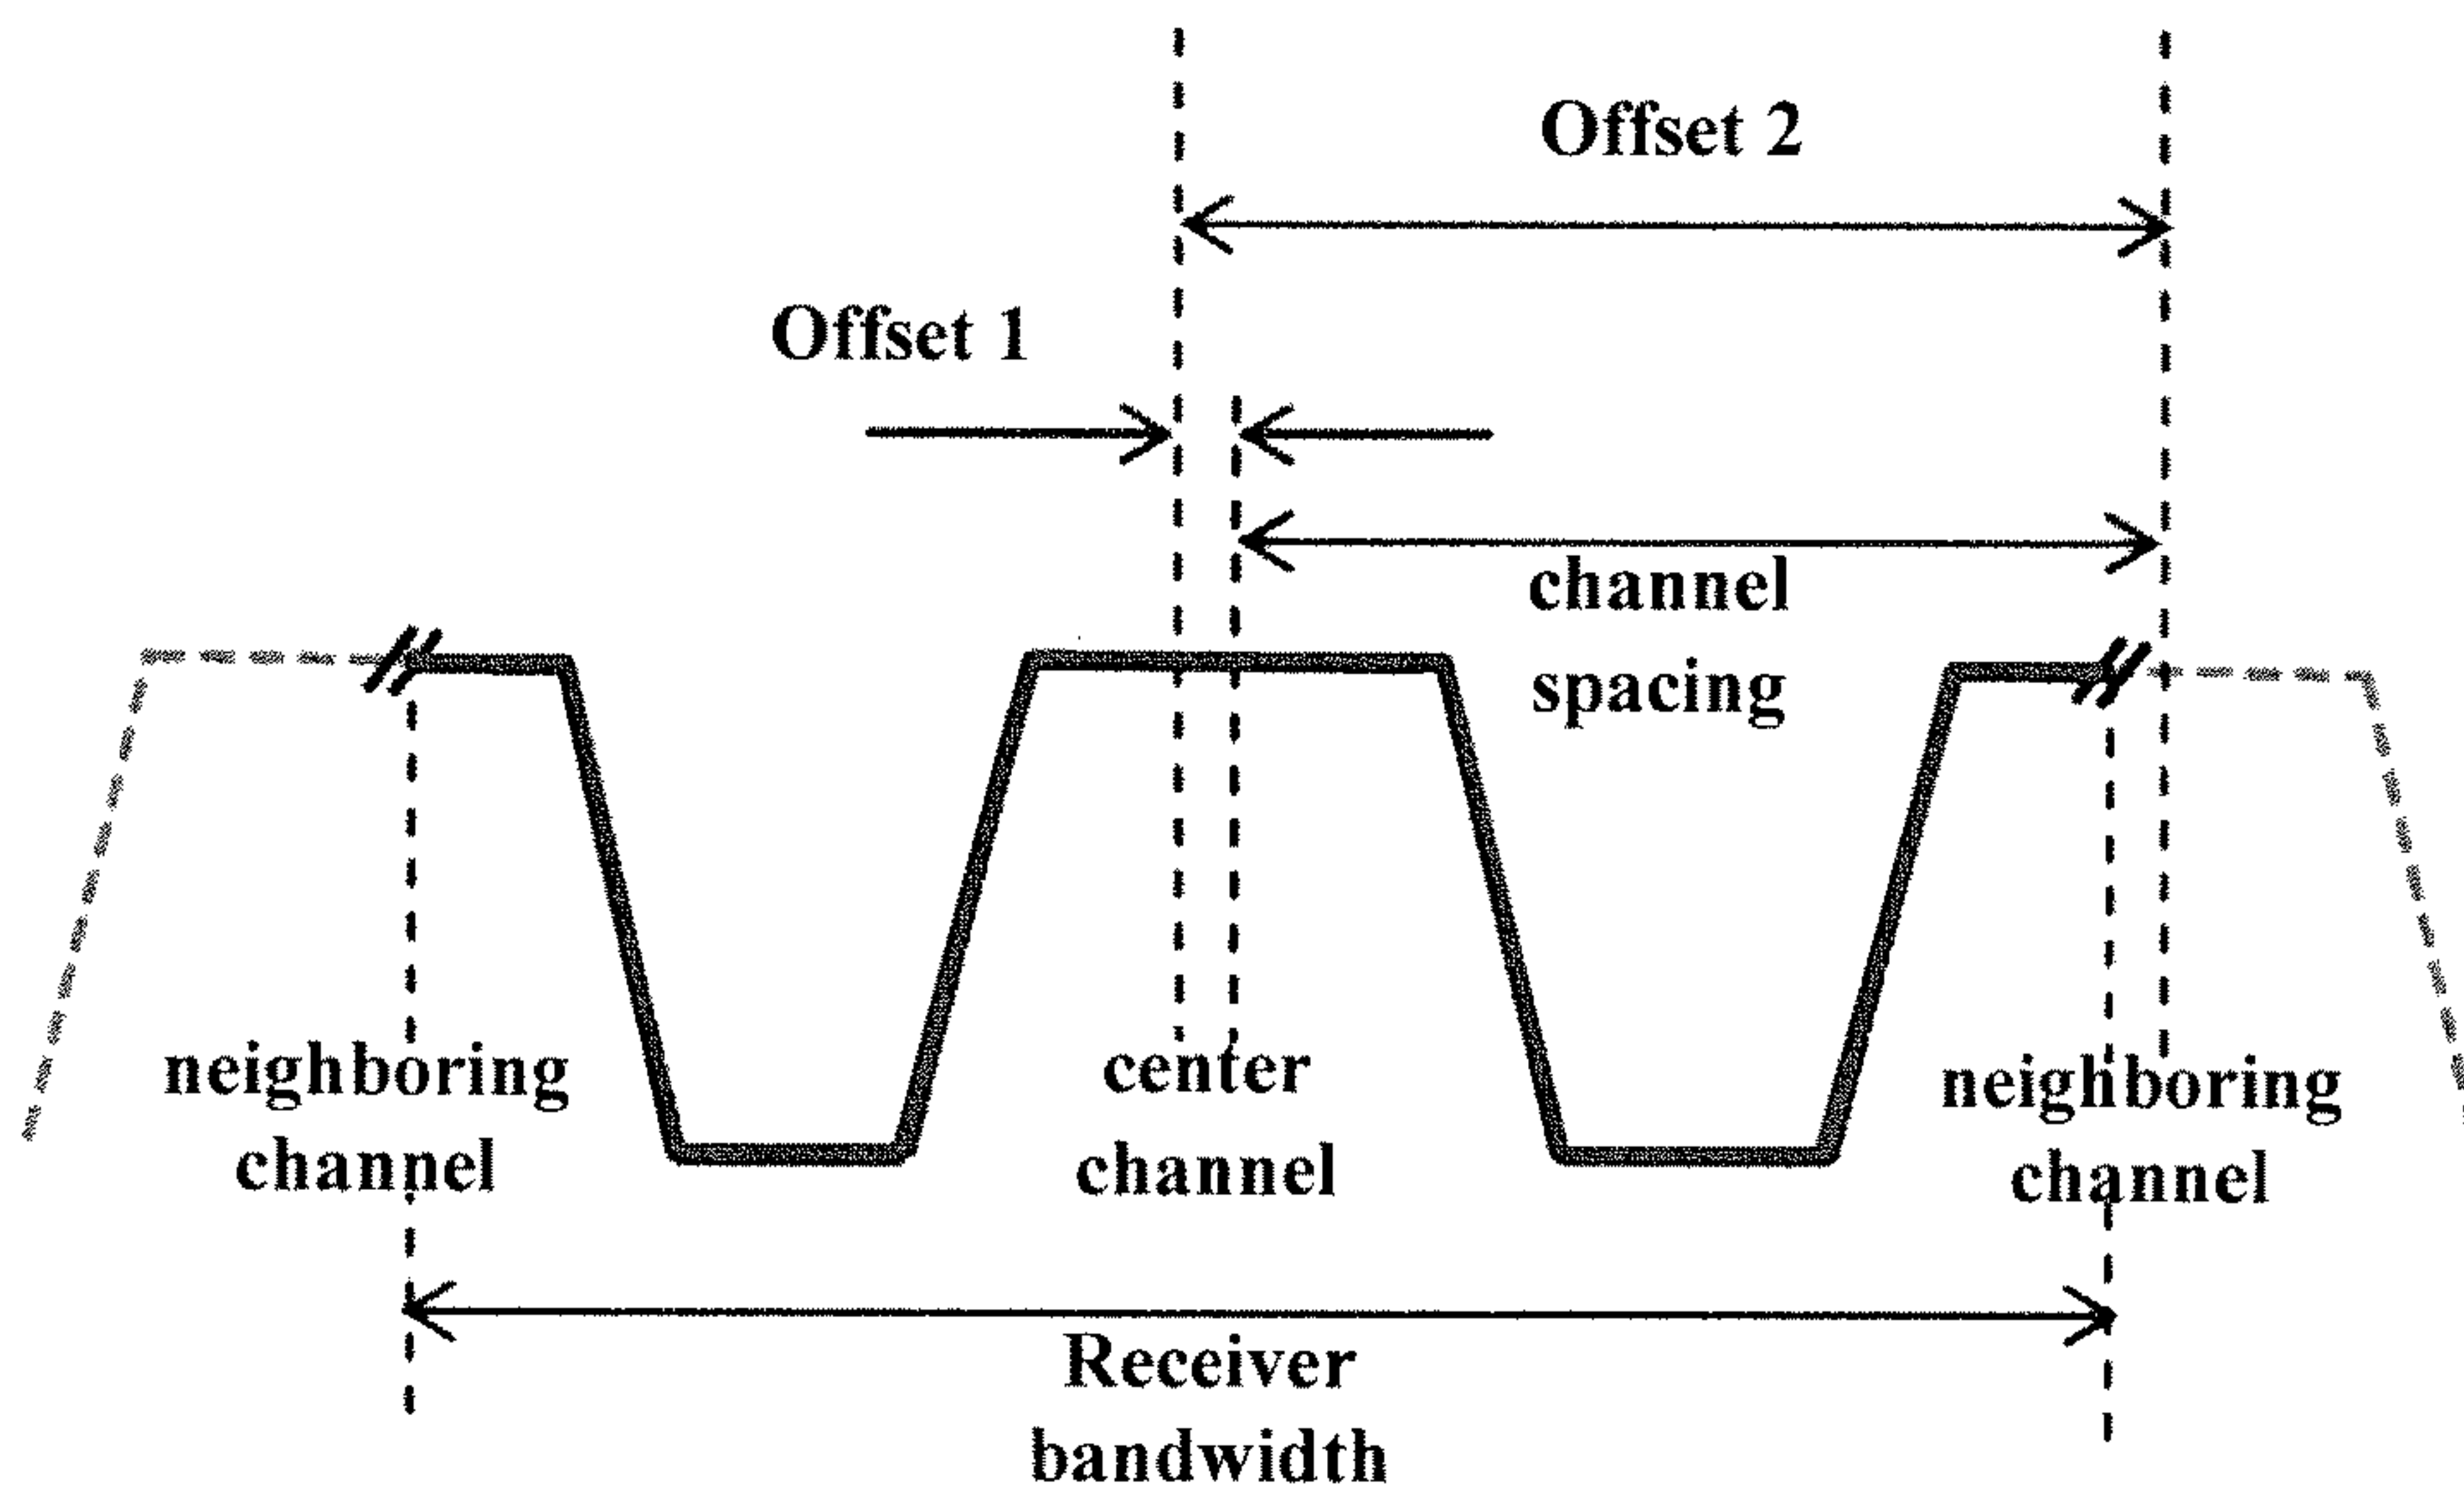 Offset 2
Offset 1
channel
spacing
neighboring
channel
center
channel
neighboring
channel
Receiver
bandwidth